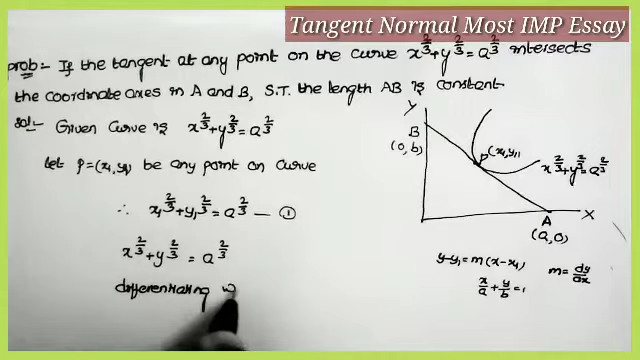 Tangent Normal Most IMP Essay
prob:- If the tangent at any point on the curve x^2/3+y^2/3=a^2/3 intersects
the coordinate axes in A and B, S.T. the length AB is constant.
Sol:- Given curve is x^2/3+y^2/3=a^2/3
let P=(x1,y1) be any point on curve
∴ x1^2/3+y1^2/3=a^2/3 — ①
x^2/3+y^2/3=a^2/3
differentiating w
Y
B
(0,b)
P(x1,y1)
x^2/3+y^2/3=a^2/3
A
X
(a,0)
y-y1=m(x-x1)
m=dy/dx
x/a+y/b=1